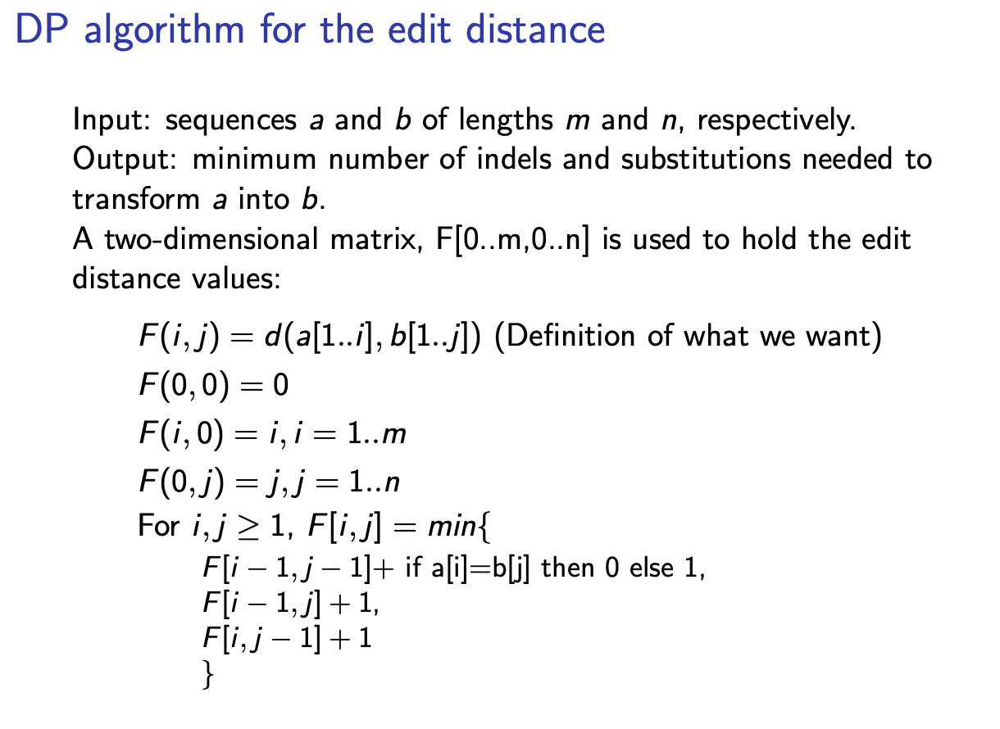 DP algorithm for the edit distance
Input: sequences a and b of lengths m and n, respectively.
Output: minimum number of indels and substitutions needed to
transform a into b.
A two-dimensional matrix, F[0..m,0..n] is used to hold the edit
distance values:
F(i, j) = d(a[1..i], b[1..j]) (Definition of what we want)
F(0, 0) = 0
F(i, 0) = i, i = 1..m
F(0, j) = j, j = 1..n
For i, j ≥ 1, F[i, j] = min{
F[i − 1, j − 1]+ if a[i]=b[j] then 0 else 1,
F[i − 1, j] + 1,
F[i, j − 1] + 1
}